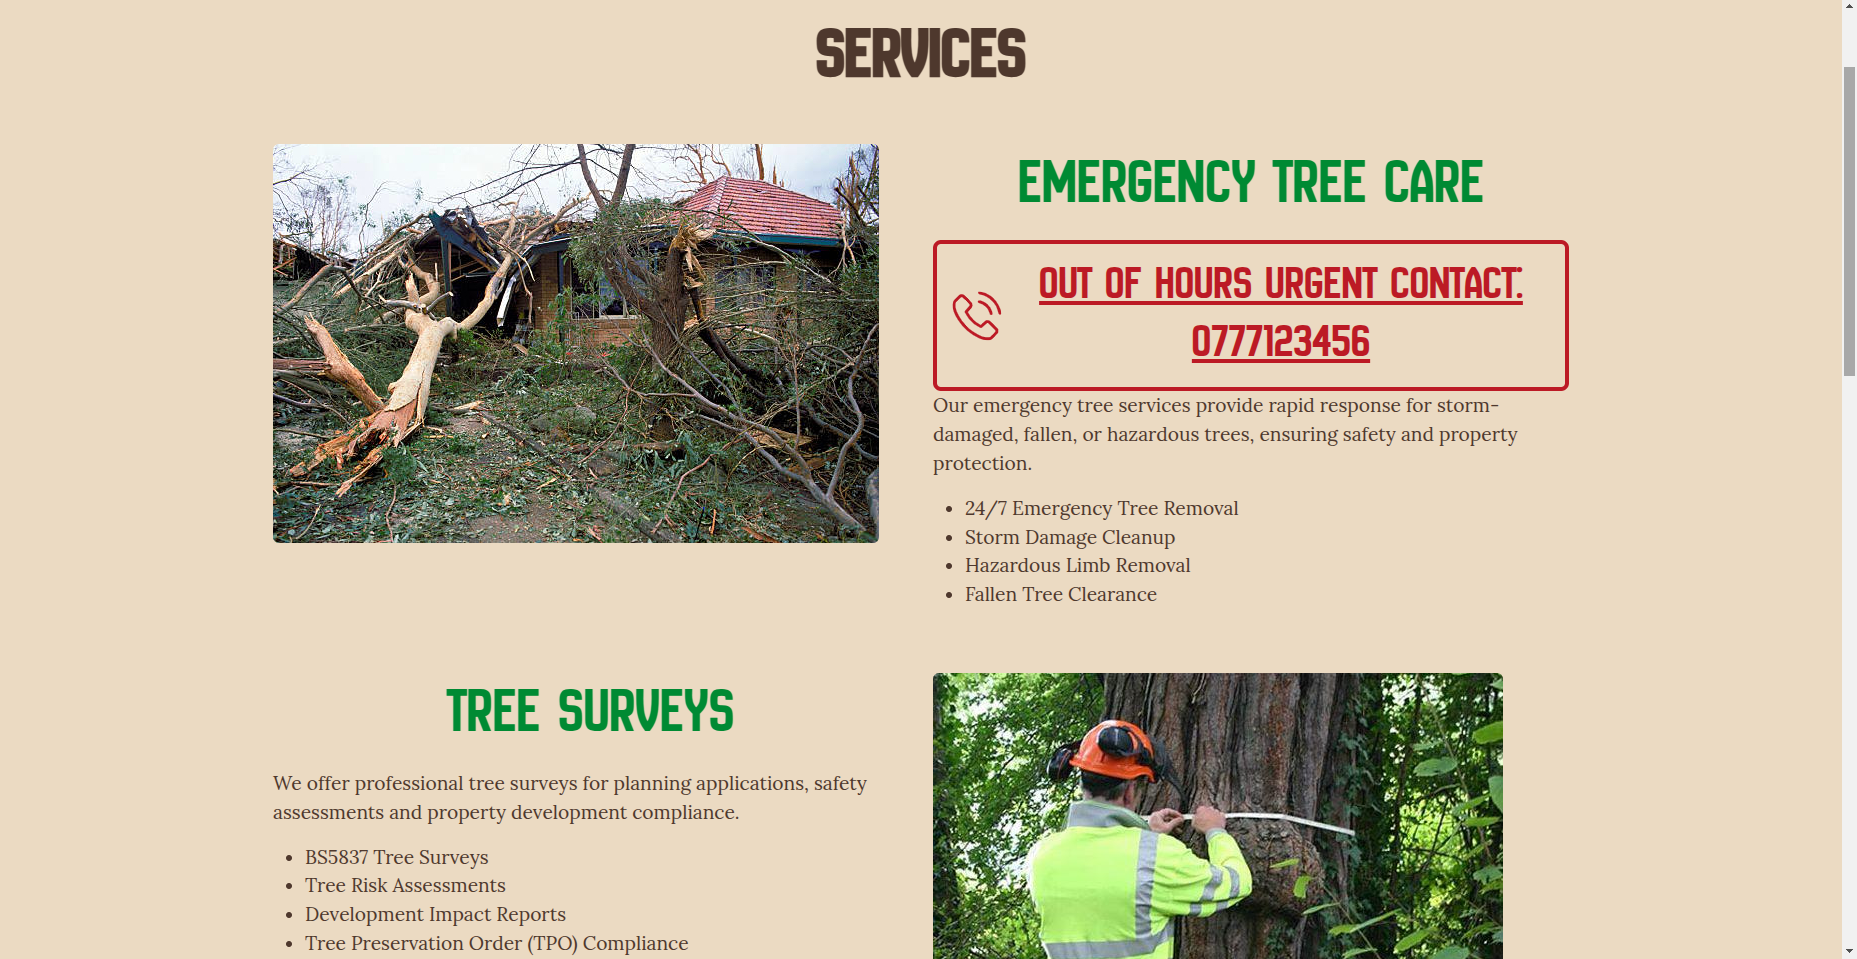 SERVICES
EMERGENCY TREE CARE
OUT OF HOURS URGENT CONTACT:
0777123456
Our emergency tree services provide rapid response for storm-
damaged, fallen, or hazardous trees, ensuring safety and property
protection.
24/7 Emergency Tree Removal
Storm Damage Cleanup
Hazardous Limb Removal
Fallen Tree Clearance
TREE SURVEYS
We offer professional tree surveys for planning applications, safety
assessments and property development compliance.
BS5837 Tree Surveys
Tree Risk Assessments
Development Impact Reports
Tree Preservation Order (TPO) Compliance